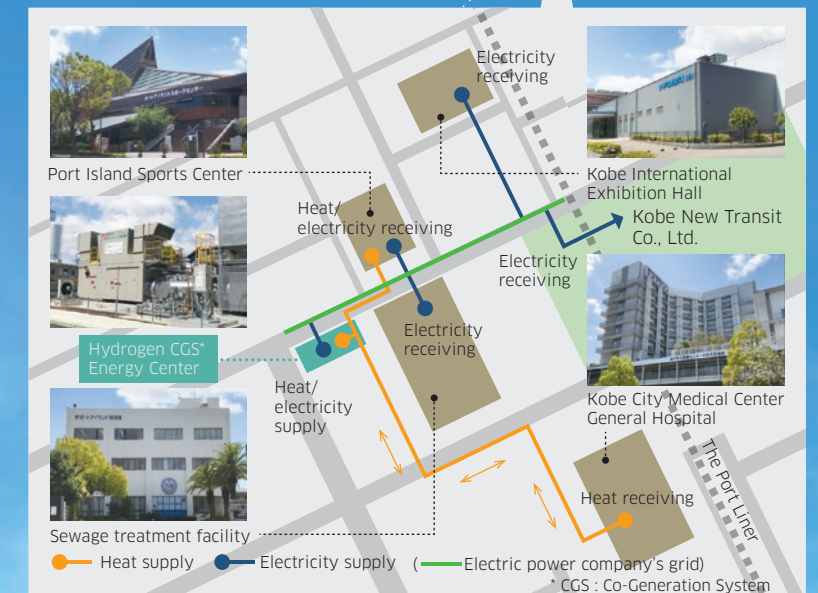 Electricity
receiving
Port Island Sports Center
Kobe International
Exhibition Hall
Heat/
electricity receiving
Kobe New Transit
Co., Ltd.
Electricity
receiving
Electricity
receiving
Hydrogen CGS*
Energy Center
Heat/
electricity
supply
Kobe City Medical Center
General Hospital
The Port Liner
Heat receiving
Sewage treatment facility
Heat supply
Electricity supply
( Electric power company's grid)
* CGS : Co-Generation System